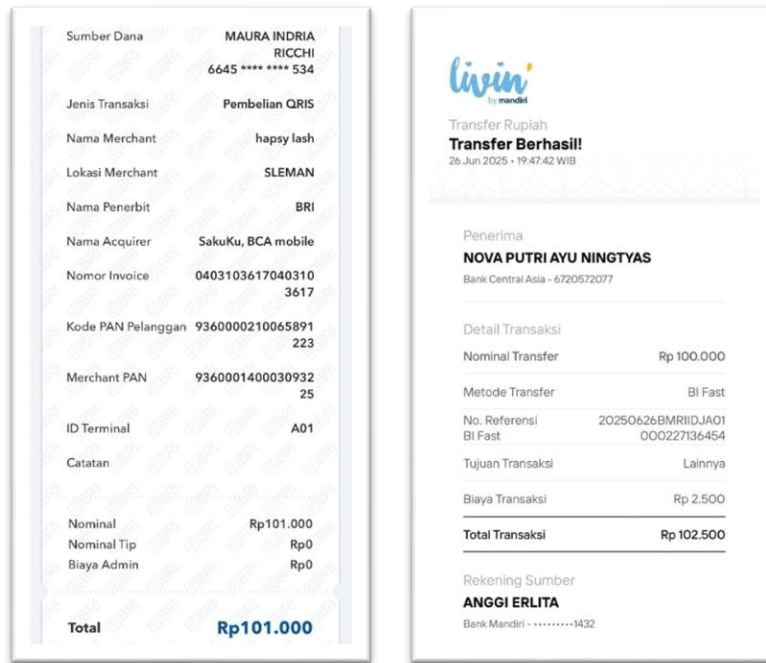 Sumber Dana MAURA INDRIA
RICCHI
6645 **** **** 534
Jenis Transaksi Pembelian QRIS
Nama Merchant hapsy lash
Lokasi Merchant SLEMAN
Nama Penerbit BRI
Nama Acquirer SakuKu, BCA mobile
Nomor Invoice 0403103617040310
3617
Kode PAN Pelanggan 9360000210065891
223
Merchant PAN 9360001400030932
25
ID Terminal A01
Catatan
Nominal Rp101.000
Nominal Tip Rp0
Biaya Admin Rp0
Total Rp101.000
livin'
by mandiri
Transfer Rupiah
Transfer Berhasil!
26 Jun 2025 • 19:47:42 WIB
Penerima
NOVA PUTRI AYU NINGTYAS
Bank Central Asia - 6720572077
Detail Transaksi
Nominal Transfer Rp 100.000
Metode Transfer BI Fast
No. Referensi 20250626BMRIIDJA01
BI Fast 000227136454
Tujuan Transaksi Lainnya
Biaya Transaksi Rp 2.500
Total Transaksi Rp 102.500
Rekening Sumber
ANGGI ERLITA
Bank Mandiri - •••••••••1432